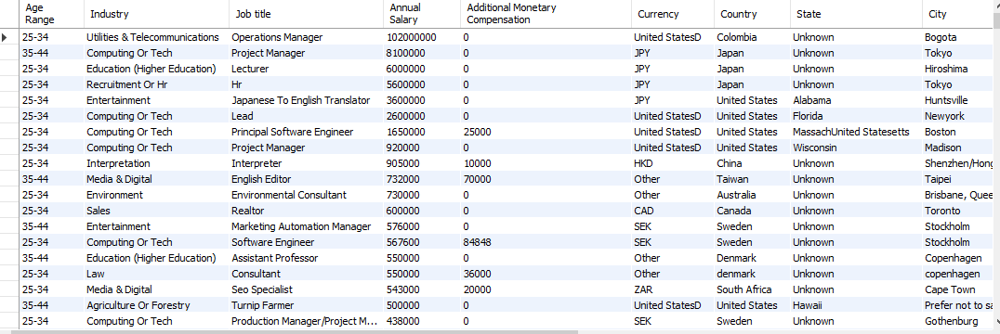 Age Range Industry Job title Annual Salary Additional Monetary Compensation Currency Country State City
25-34 Utilities & Telecommunications Operations Manager 102000000 0 United StatesD Colombia Unknown Bogota
35-44 Computing Or Tech Project Manager 8100000 0 JPY Japan Unknown Tokyo
25-34 Education (Higher Education) Lecturer 6000000 0 JPY Japan Unknown Hiroshima
25-34 Recruitment Or Hr Hr 5600000 0 JPY Japan Unknown Tokyo
25-34 Entertainment Japanese To English Translator 3600000 0 JPY United States Alabama Huntsville
25-34 Computing Or Tech Lead 2600000 0 United StatesD United States Florida Newyork
25-34 Computing Or Tech Principal Software Engineer 1650000 25000 United StatesD United States MassachUnited Statesetts Boston
25-34 Computing Or Tech Project Manager 920000 0 United StatesD United States Wisconsin Madison
25-34 Interpretation Interpreter 905000 10000 HKD China Unknown Shenzhen/Hong
35-44 Media & Digital English Editor 732000 70000 Other Taiwan Unknown Taipei
25-34 Environment Environmental Consultant 730000 0 Other Australia Unknown Brisbane, Quee
25-34 Sales Realtor 600000 0 CAD Canada Unknown Toronto
35-44 Entertainment Marketing Automation Manager 576000 0 SEK Sweden Unknown Stockholm
25-34 Computing Or Tech Software Engineer 567600 84848 SEK Sweden Unknown Stockholm
35-44 Education (Higher Education) Assistant Professor 550000 0 Other Denmark Unknown Copenhagen
25-34 Law Consultant 550000 36000 Other denmark Unknown copenhagen
25-34 Media & Digital Seo Specialist 543000 20000 ZAR South Africa Unknown Cape Town
35-44 Agriculture Or Forestry Turnip Farmer 500000 0 United StatesD United States Hawaii Prefer not to sa
25-34 Computing Or Tech Production Manager/Project M... 438000 0 SEK Sweden Unknown Gothenburg